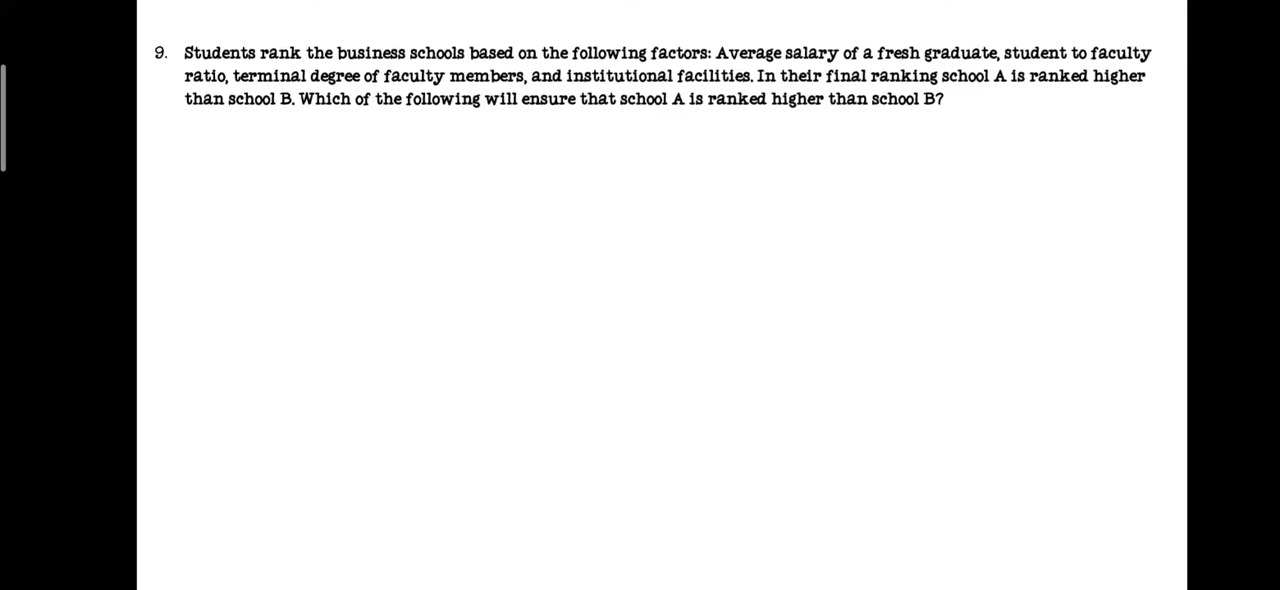 9. Students rank the business schools based on the following factors: Average salary of a fresh graduate, student to faculty
ratio, terminal degree of faculty members, and institutional facilities. In their final ranking school A is ranked higher
than school B. Which of the following will ensure that school A is ranked higher than school B?